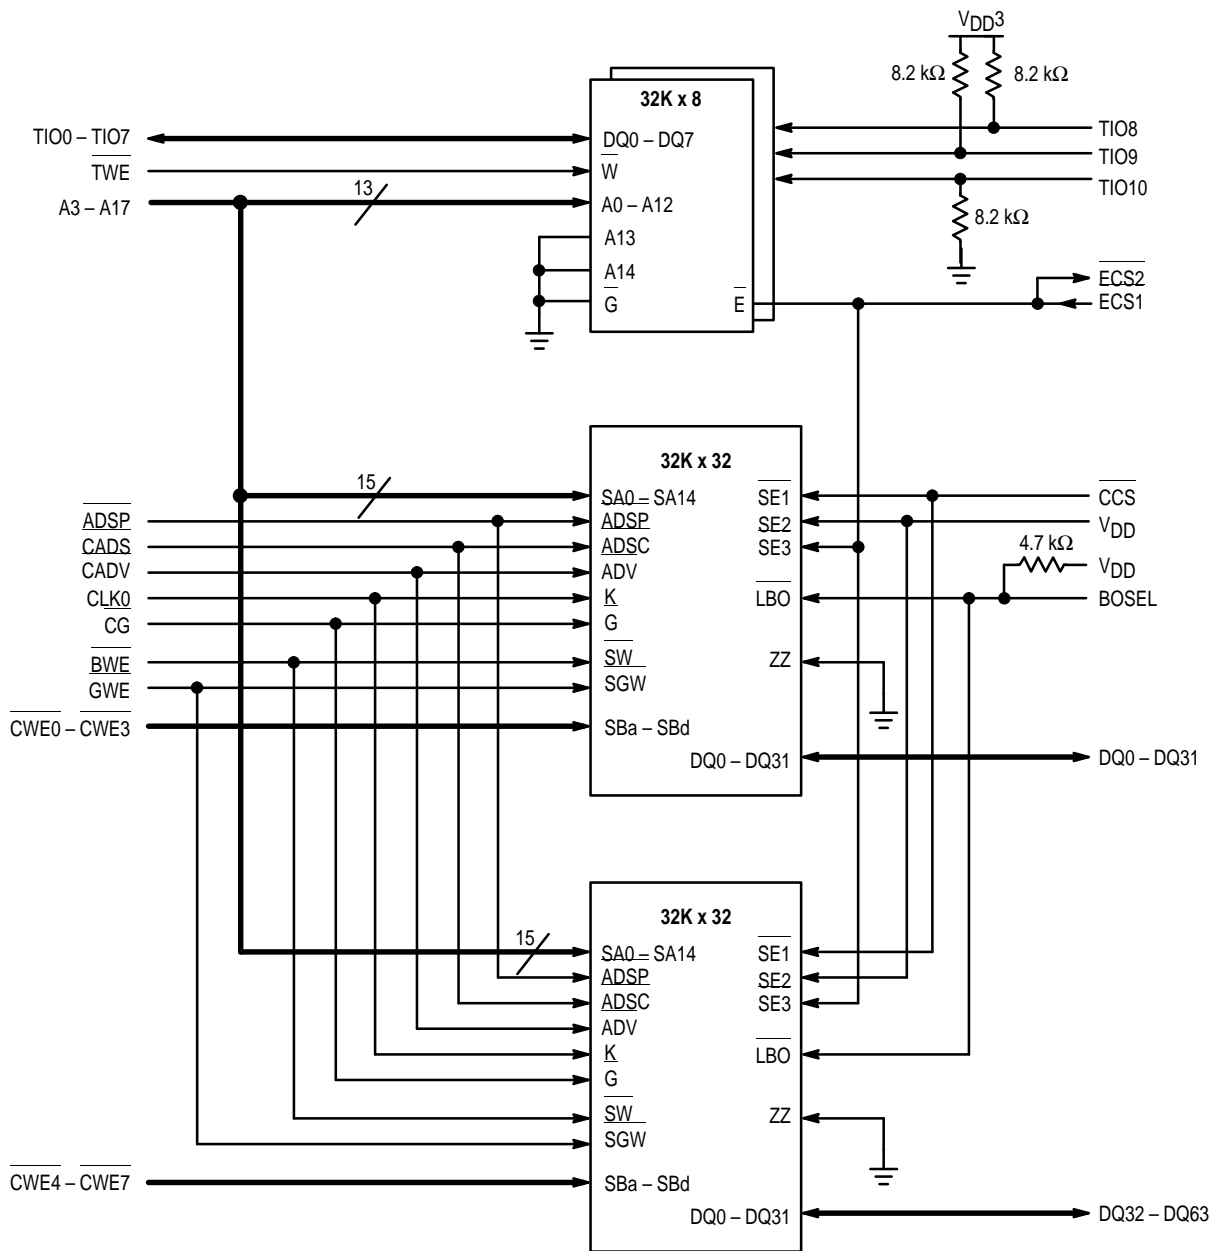 VDD3
8.2 kΩ 8.2 kΩ
32K x 8
TIO0 – TIO7 DQ0 – DQ7 TIO8
TWE W TIO9
A3 – A17 13 A0 – A12 TIO10
8.2 kΩ
A13
A14
G E ECS2
ECS1
32K x 32
15 SA0 – SA14 SE1 CCS
ADSP ADSP SE2 VDD
CADS ADSC SE3 4.7 kΩ
CADV ADV VDD
CLK0 K LBO BOSEL
CG G
BWE SW ZZ
GWE SGW
CWE0 – CWE3 SBa – SBd
DQ0 – DQ31 DQ0 – DQ31
32K x 32
15 SA0 – SA14 SE1
ADSP SE2
ADSC SE3
ADV
K LBO
G
SW ZZ
SGW
CWE4 – CWE7 SBa – SBd
DQ0 – DQ31 DQ32 – DQ63